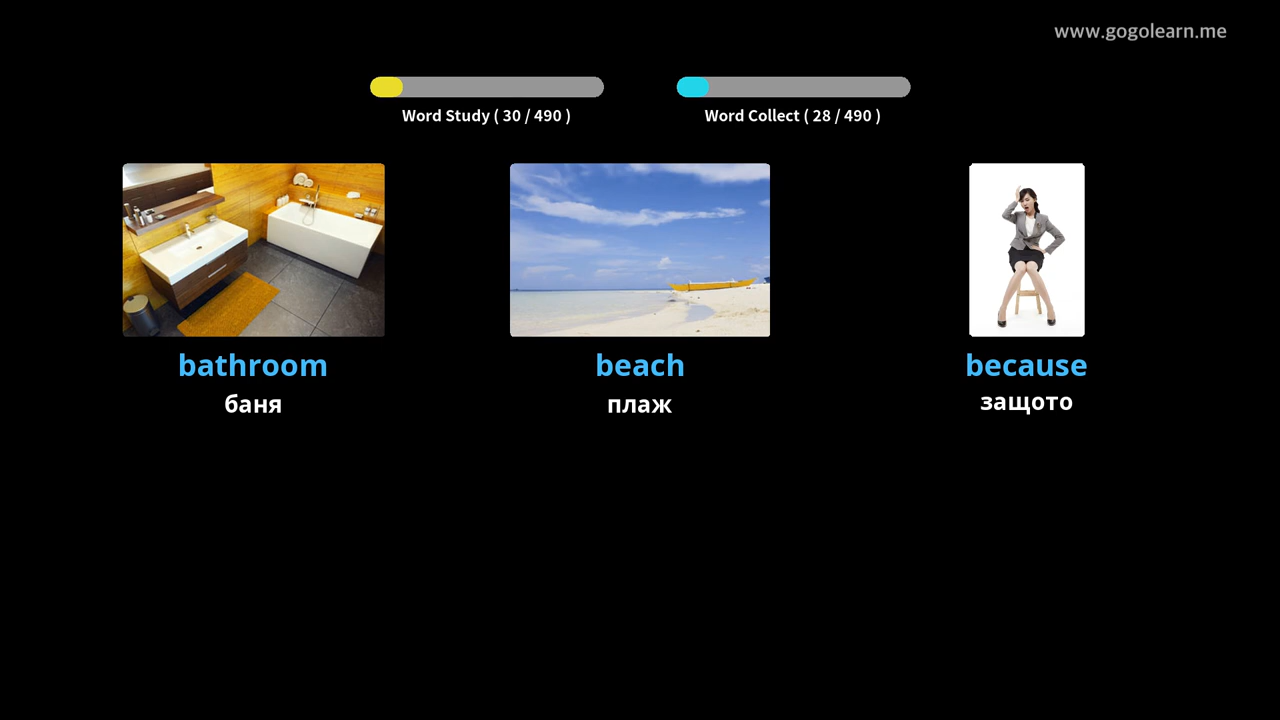 www.gogolearn.me
Word Study ( 30 / 490 )
Word Collect ( 28 / 490 )
bathroom
баня
beach
плаж
because
защото